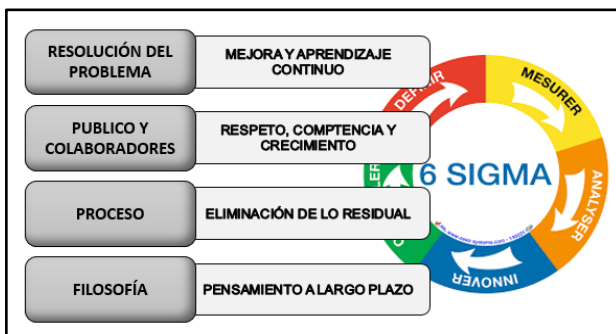 RESOLUCIÓN DEL
PROBLEMA
MEJORA Y APRENDIZAJE
CONTINUO
PUBLICO Y
COLABORADORES
RESPETO, COMPTENCIA Y
CRECIMIENTO
PROCESO
ELIMINACIÓN DE LO RESIDUAL
FILOSOFÍA
PENSAMIENTO A LARGO PLAZO
DEFINIR
MESURER
ANALYSER
INNOVER
6 SIGMA